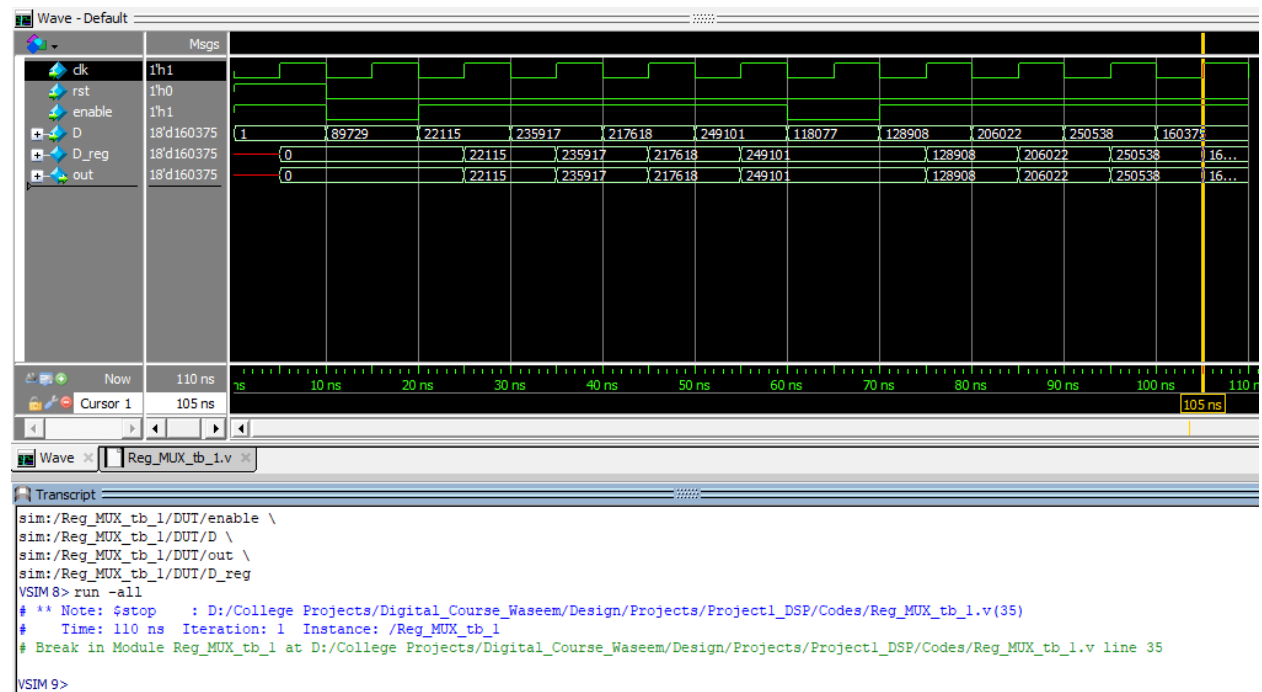 Wave - Default
Msgs
clk 1'h1
rst 1'h0
enable 1'h1
D 18'd160375 1 89729 22115 235917 217618 249101 118077 128908 206022 250538 160375
D_reg 18'd160375 0 22115 235917 217618 249101 128908 206022 250538 16...
out 18'd160375 0 22115 235917 217618 249101 128908 206022 250538 16...
Now 110 ns ns 10 ns 20 ns 30 ns 40 ns 50 ns 60 ns 70 ns 80 ns 90 ns 100 ns 110 n
Cursor 1 105 ns 105 ns
Wave Reg_MUX_tb_1.v
Transcript
sim:/Reg_MUX_tb_1/DUT/enable \
sim:/Reg_MUX_tb_1/DUT/D \
sim:/Reg_MUX_tb_1/DUT/out \
sim:/Reg_MUX_tb_1/DUT/D_reg
VSIM 8> run -all
# ** Note: $stop : D:/College Projects/Digital_Course_Waseem/Design/Projects/Project1_DSP/Codes/Reg_MUX_tb_1.v(35)
# Time: 110 ns Iteration: 1 Instance: /Reg_MUX_tb_1
# Break in Module Reg_MUX_tb_1 at D:/College Projects/Digital_Course_Waseem/Design/Projects/Project1_DSP/Codes/Reg_MUX_tb_1.v line 35
VSIM 9>